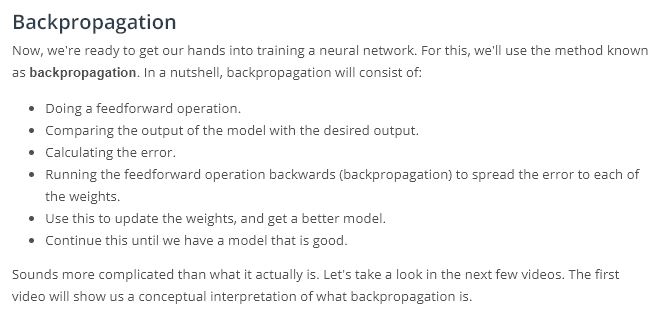 Backpropagation
Now, we're ready to get our hands into training a neural network. For this, we'll use the method known
as backpropagation. In a nutshell, backpropagation will consist of:
• Doing a feedforward operation.
• Comparing the output of the model with the desired output.
• Calculating the error.
• Running the feedforward operation backwards (backpropagation) to spread the error to each of
the weights.
• Use this to update the weights, and get a better model.
• Continue this until we have a model that is good.
Sounds more complicated than what it actually is. Let's take a look in the next few videos. The first
video will show us a conceptual interpretation of what backpropagation is.